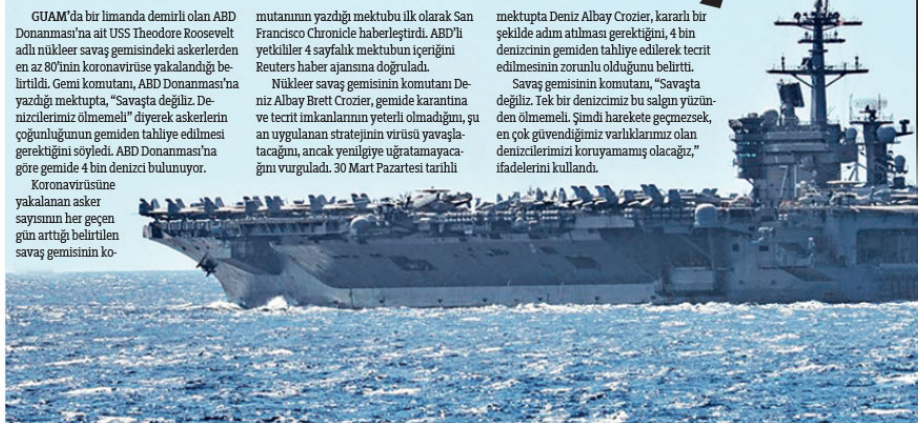 GUAM'da bir limanda demirli olan ABD
Donanması'na ait USS Theodore Roosevelt
adlı nükleer savaş gemisindeki askerlerden
en az 80'inin koronavirüse yakalandığı be-
lirtildi. Gemi komutanı, ABD Donanması'na
yazdığı mektupta, “Savaşta değiliz. De-
nizcilerimiz ölmemeli” diyerek askerlerin
çoğunluğunun gemiden tahliye edilmesi
gerektiğini söyledi. ABD Donanması'na
göre gemide 4 bin denizci bulunuyor.
Koronavirüsüne
yakalanan asker
sayısının her geçen
gün arttığı belirtilen
savaş gemisinin ko-
mutanının yazdığı mektubu ilk olarak San
Francisco Chronicle haberleştirdi. ABD'li
yetkililer 4 sayfalık mektubun içeriğini
Reuters haber ajansına doğruladı.
Nükleer savaş gemisinin komutanı De-
niz Albay Brett Crozier, gemide karantina
ve tecrit imkanlarının yeterli olmadığını, şu
an uygulanan stratejinin virüsü yavaşla-
tacağını, ancak yenilgiye uğratamayaca-
ğını vurguladı. 30 Mart Pazartesi tarihli
mektupta Deniz Albay Crozier, kararlı bir
şekilde adım atılması gerektiğini, 4 bin
denizcinin gemiden tahliye edilerek tecrit
edilmesinin zorunlu olduğunu belirtti.
Savaş gemisinin komutanı, “Savaşta
değiliz. Tek bir denizcimiz bu salgın yüzün-
den ölmemeli. Şimdi harekete geçmezsek,
en çok güvendiğimiz varlıklarımız olan
denizcilerimizi koruyamamış olacağız,”
ifadelerini kullandı.